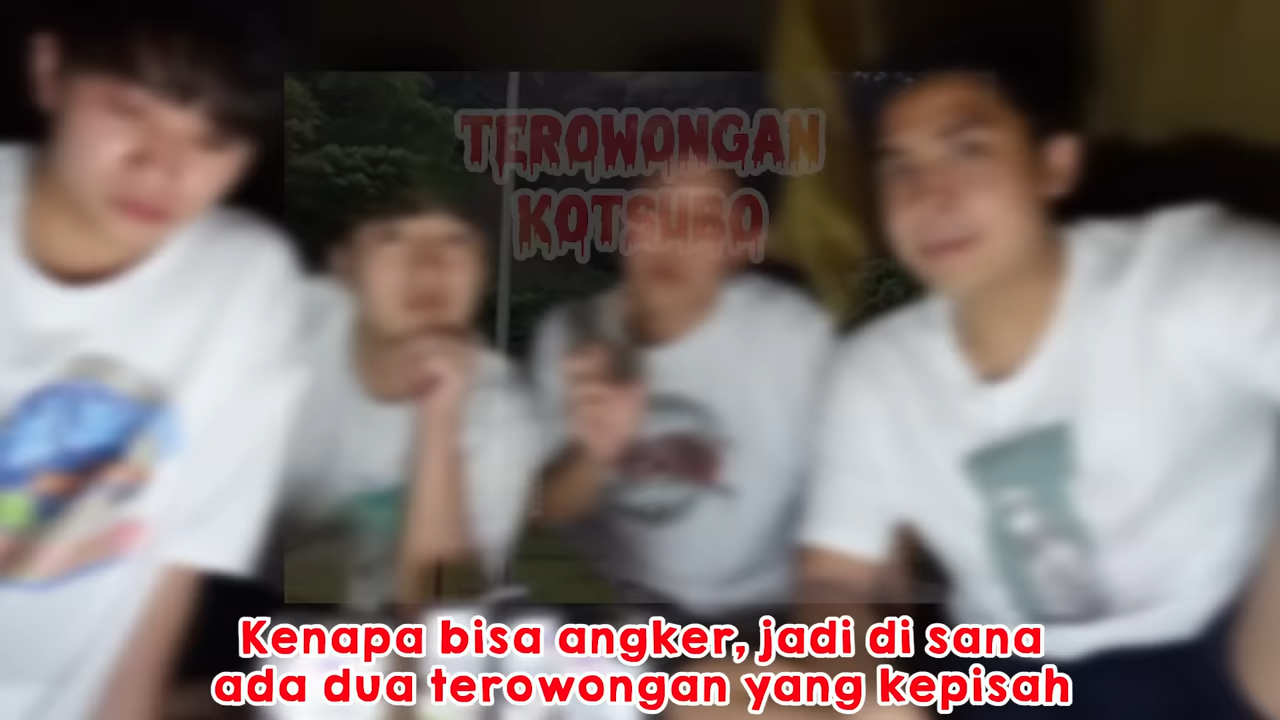 TEROWONGAN
KOTSUBO
Kenapa bisa angker, jadi di sana
ada dua terowongan yang kepisah